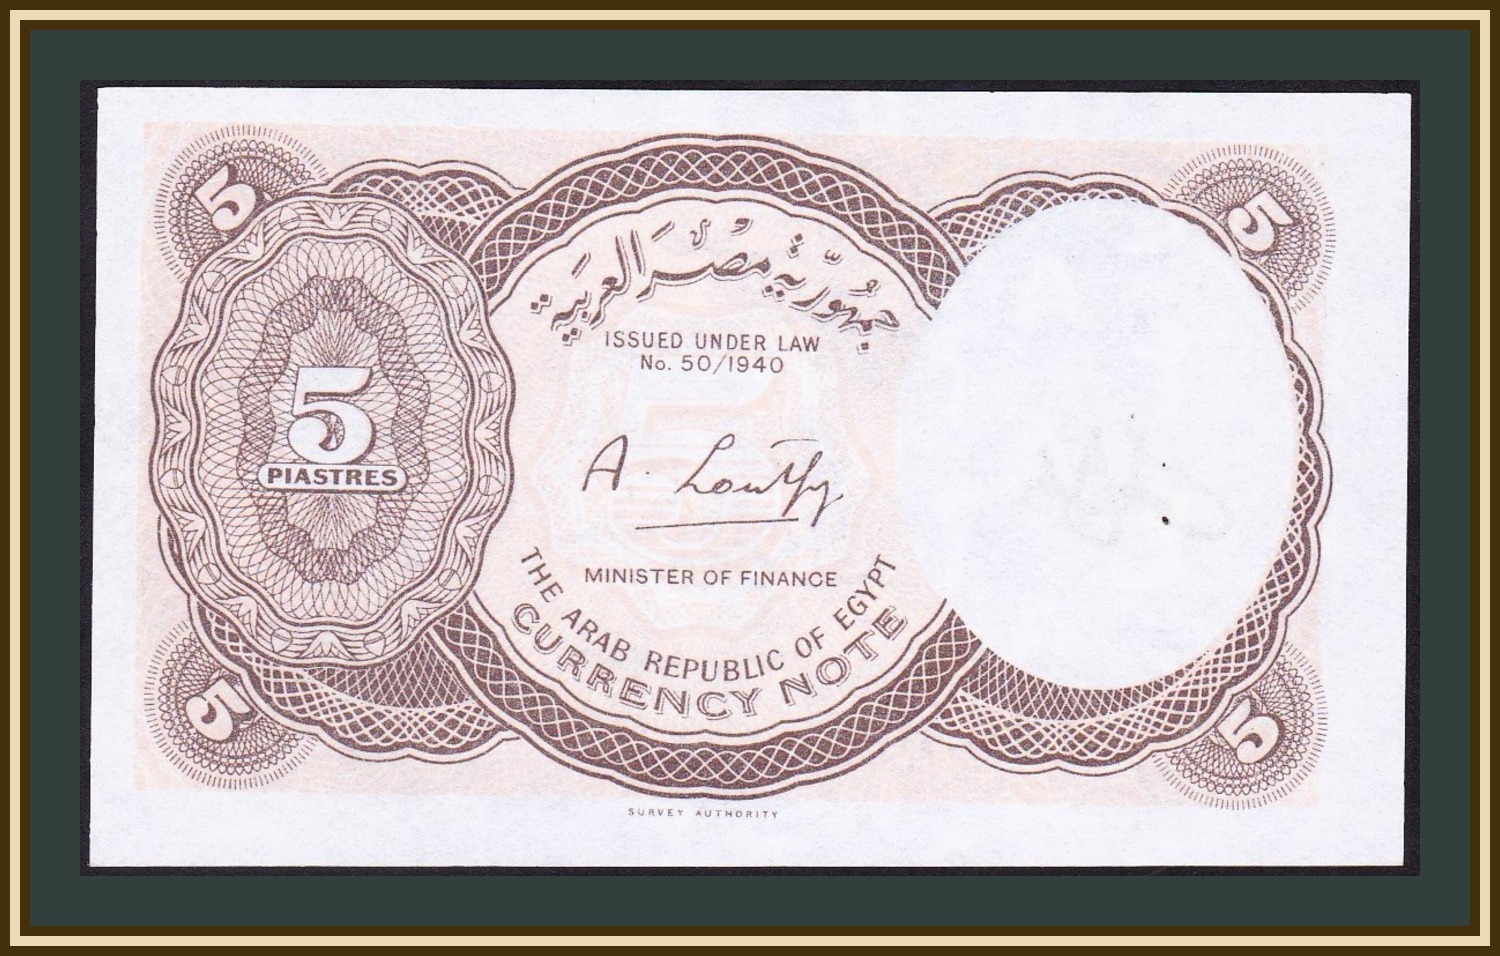 5
5
جمهورية مصر العربية
ISSUED UNDER LAW
No. 50/1940
5
PIASTRES
A. Loutfy
MINISTER OF FINANCE
THE ARAB REPUBLIC OF EGYPT
CURRENCY NOTE
5
5
SURVEY AUTHORITY